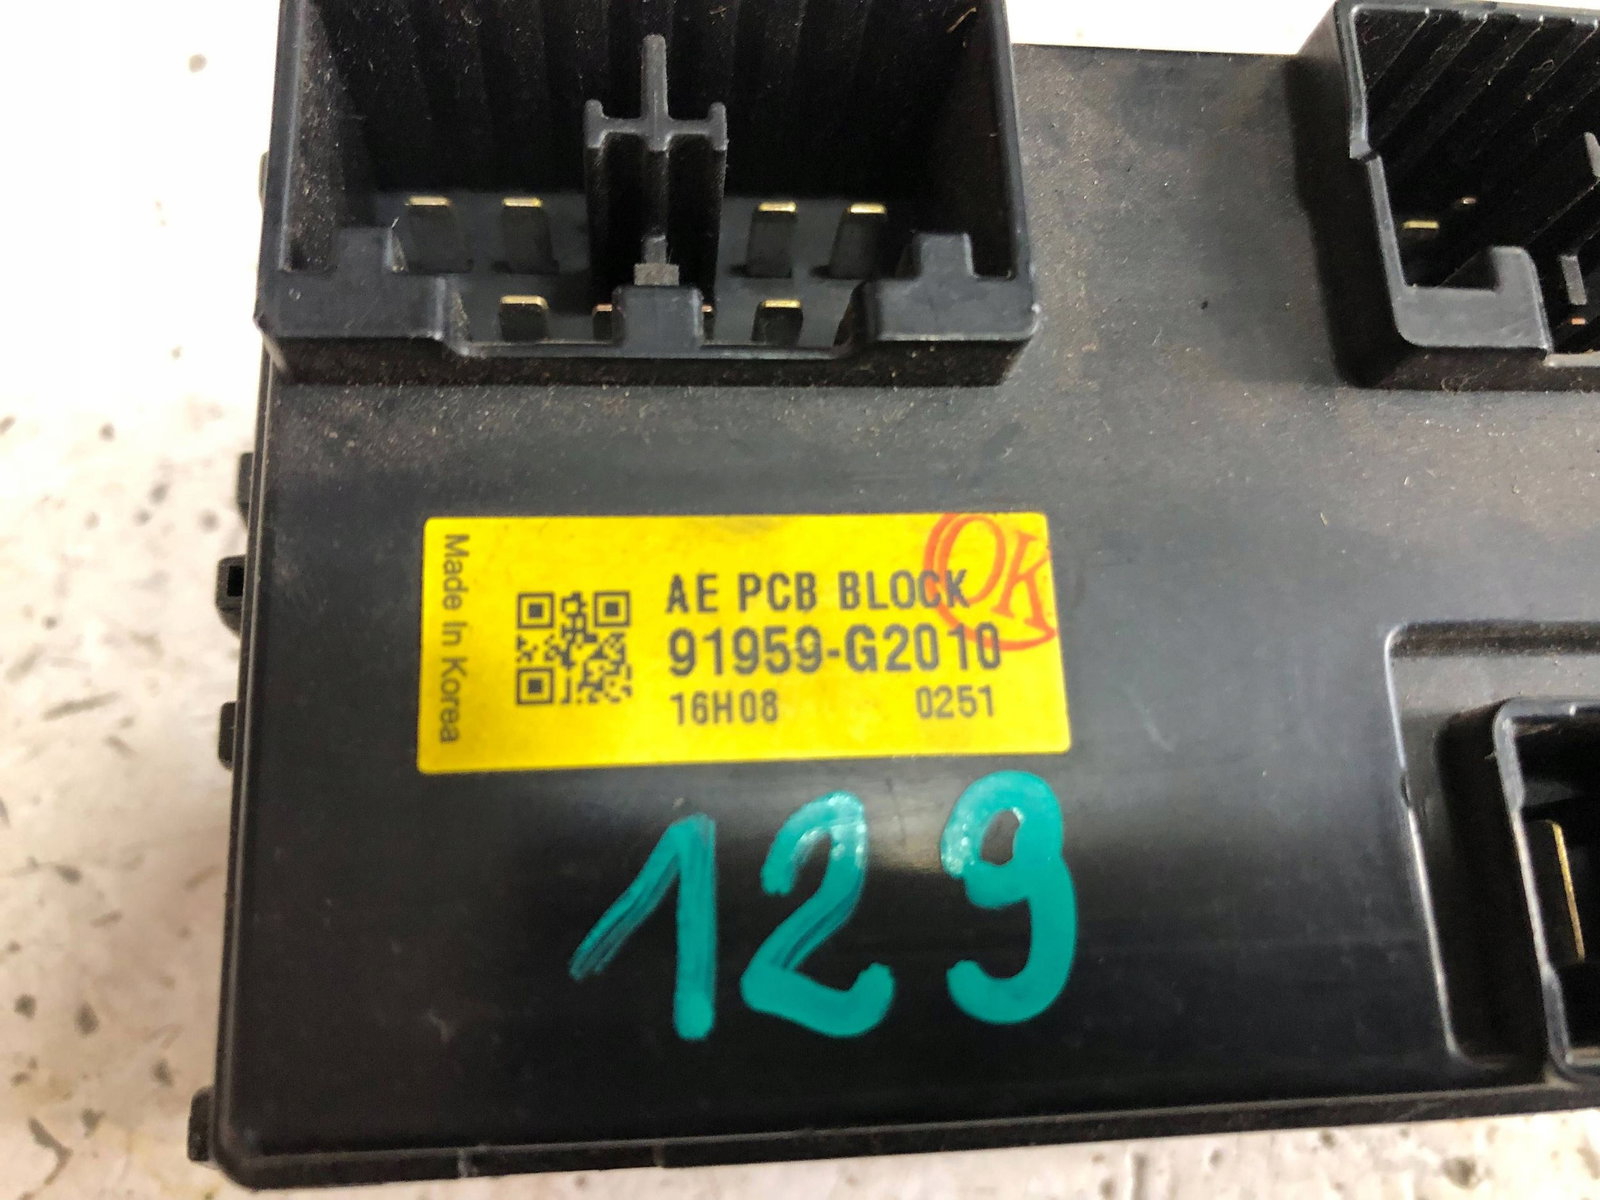 Made In Korea
OK
AE PCB BLOCK
91959-G2010
16H08 0251
129